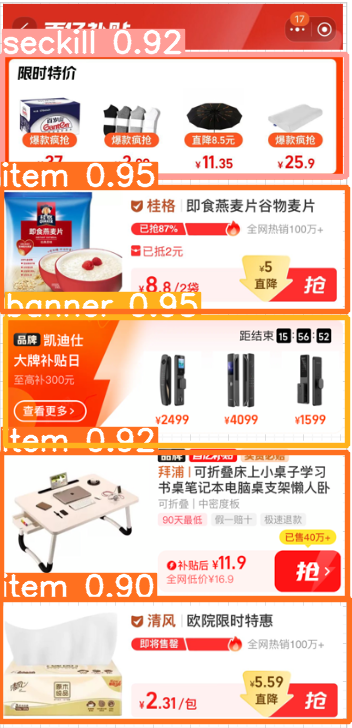 17
seckill 0.92
限时特价
爆款疯抢
爆款疯抢
直降8.5元
爆款疯抢
¥11.35
¥25.9
item 0.95
桂格 | 即食燕麦片谷物麦片
已抢87%
全网热销100万+
已抵2元
¥8.8/2袋
¥5
直降
抢
即食燕麦片
banner 0.95
品牌 凯迪仕
距结束 15:56:52
大牌补贴日
至高补300元
查看更多>
¥2499
¥4099
¥1599
item 0.92
拜浦 | 可折叠床上小桌子学习
书桌笔记本电脑桌支架懒人卧
可折叠 | 中密度板
90天最低 假一赔十 极速退款
已售40万+
补贴后 ¥11.9
全网低价¥16.9
抢>
item 0.90
清风 | 欧院限时特惠
即将售罄
全网热销100万+
¥2.31/包
¥5.59
直降
抢